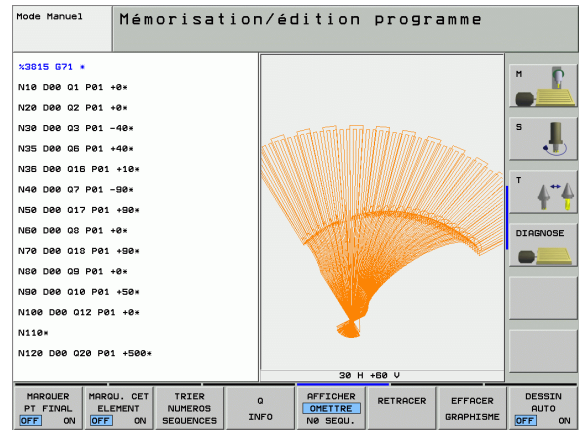 Mode Manuel
Mémorisation/édition programme
%3815 G71 *
N10 D00 Q1 P01 +0*
N20 D00 Q2 P01 +0*
N30 D00 Q3 P01 -40*
N35 D00 Q6 P01 +40*
N36 D00 Q16 P01 +10*
N40 D00 Q7 P01 -90*
N50 D00 Q17 P01 +90*
N60 D00 Q8 P01 +0*
N70 D00 Q18 P01 +90*
N80 D00 Q9 P01 +0*
N90 D00 Q10 P01 +50*
N100 D00 Q12 P01 +0*
N110*
N120 D00 Q20 P01 +500*
30 H +60 V
M
S
T
DIAGNOSE
MARQUER
PT FINAL
OFF ON
MARQU. CET
ELEMENT
OFF ON
TRIER
NUMEROS
SEQUENCES
Q
INFO
AFFICHER
OMETTRE
NØ SEQU.
RETRACER
EFFACER
GRAPHISME
DESSIN
AUTO
OFF ON